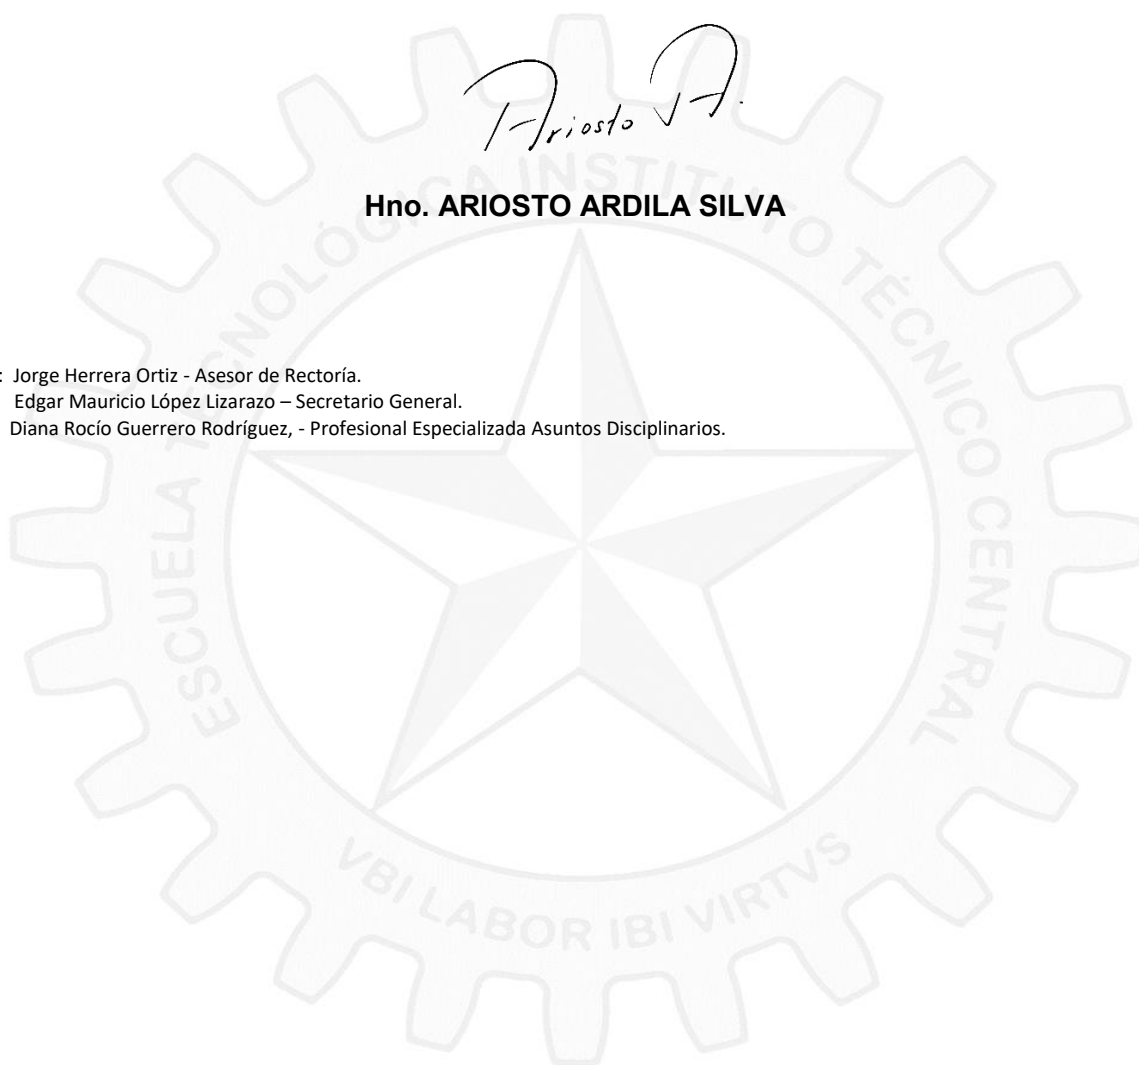 Ariosto A.
Hno. ARIOSTO ARDILA SILVA
: Jorge Herrera Ortiz - Asesor de Rectoría.
Edgar Mauricio López Lizarazo – Secretario General.
Diana Rocío Guerrero Rodríguez, - Profesional Especializada Asuntos Disciplinarios.
ESCUELA TECNOLÓGICA INSTITUTO TÉCNICO CENTRAL
VBI LABOR IBI VIRTVS